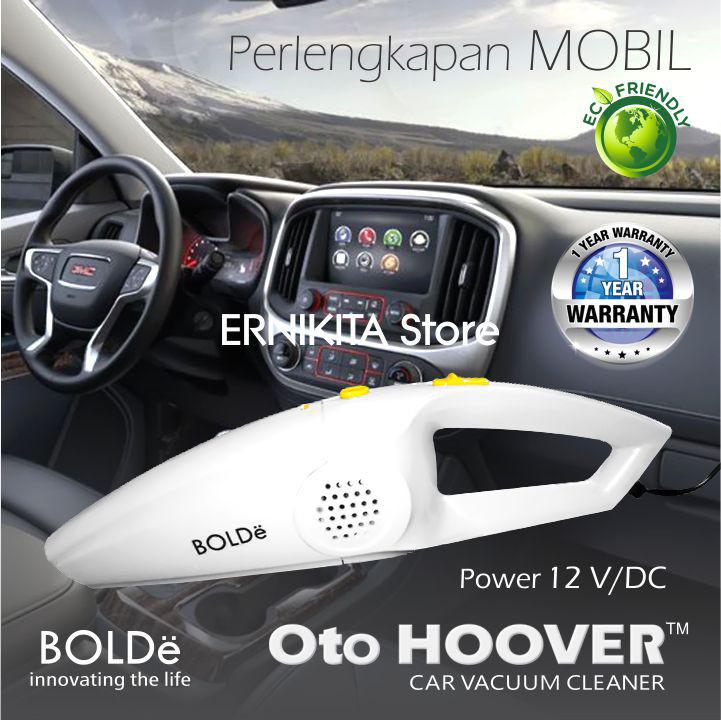 Perlengkapan MOBIL
ECO FRIENDLY
1 YEAR WARRANTY
1
YEAR
WARRANTY
GMC
ERNIKITA Store
BOLDë
Power 12 V/DC
BOLDë
innovating the life
Oto HOOVER™
CAR VACUUM CLEANER